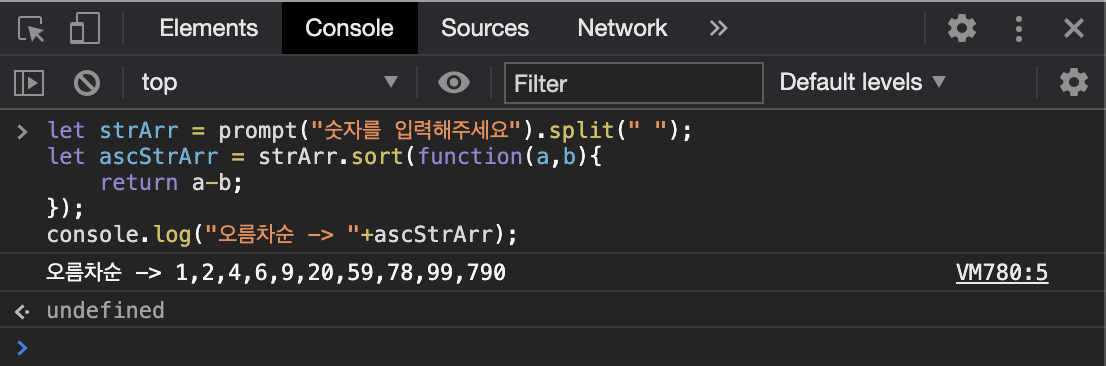 Elements Console Sources Network »
top ▼ Filter Default levels ▼
> let strArr = prompt("숫자를 입력해주세요").split(" ");
let ascStrArr = strArr.sort(function(a,b){
    return a-b;
});
console.log("오름차순 -> "+ascStrArr);
오름차순 -> 1,2,4,6,9,20,59,78,99,790 VM780:5
undefined
>